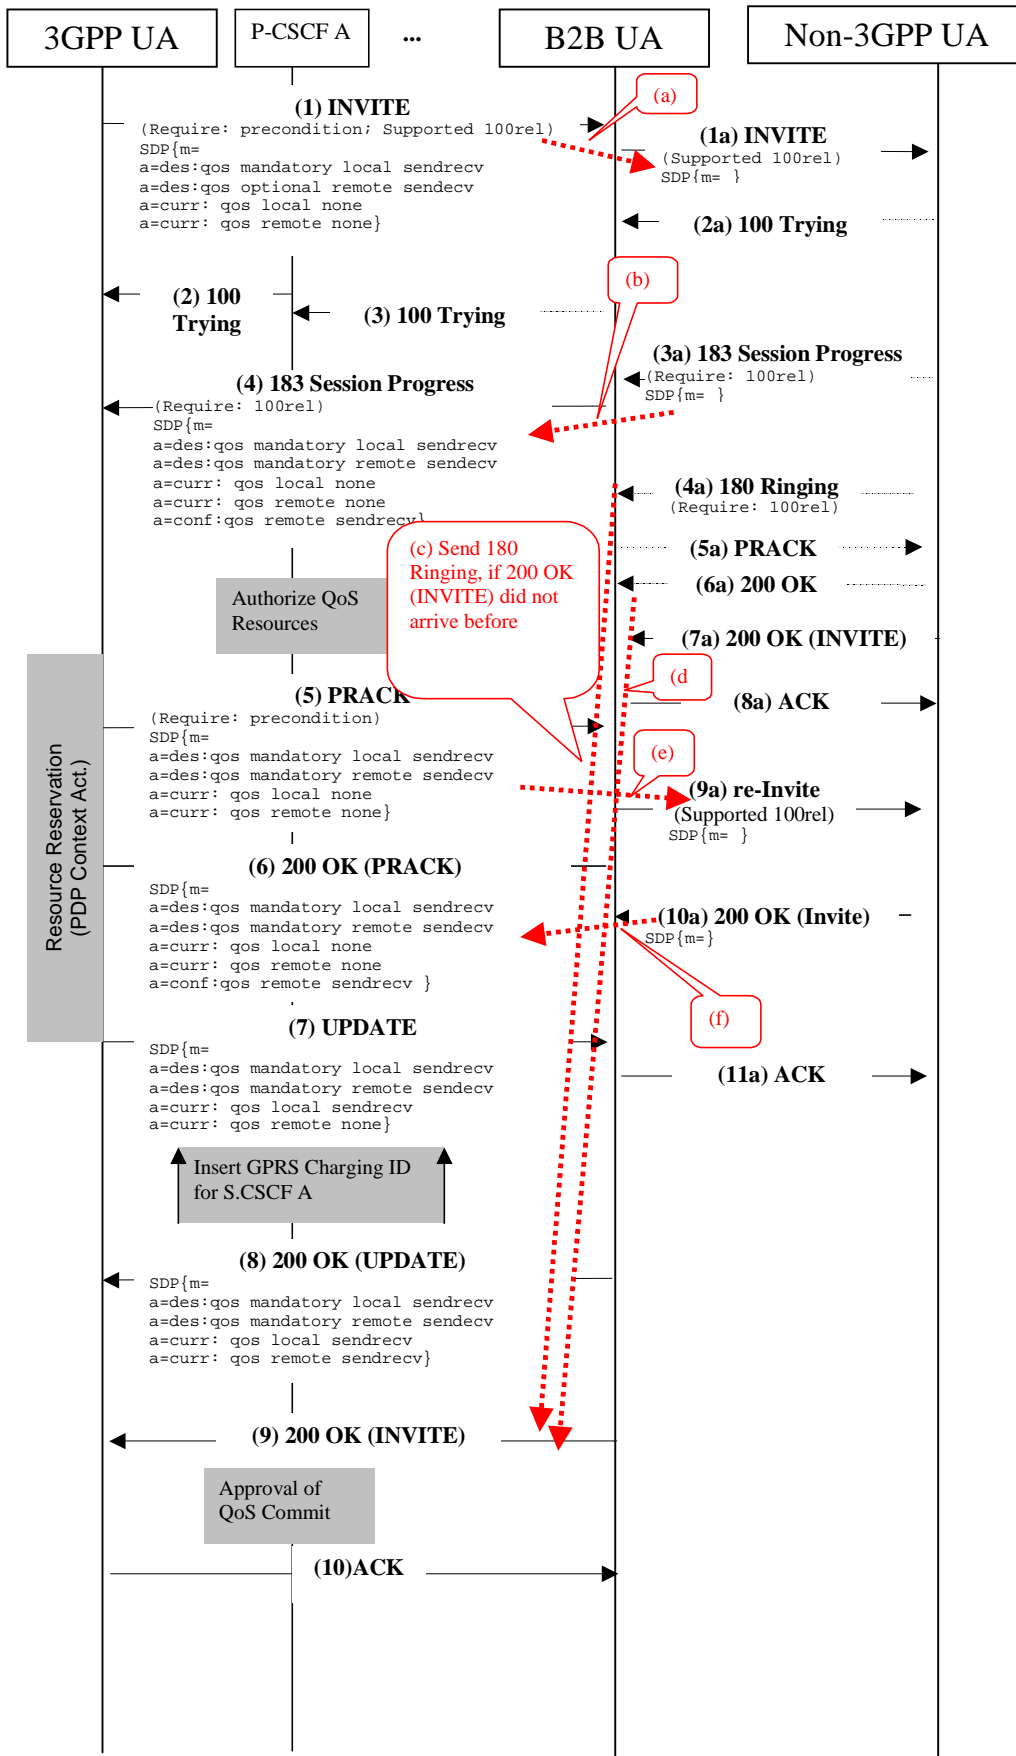 3GPP UA
P-CSCF A
...
B2B UA
Non-3GPP UA
(a)
(1) INVITE
(Require: precondition; Supported 100rel)
SDP{m=
a=des:qos mandatory local sendrecv
a=des:qos optional remote sendecv
a=curr: qos local none
a=curr: qos remote none}
(1a) INVITE
(Supported 100rel)
SDP{m= }
(2a) 100 Trying
(b)
(2) 100
Trying
(3) 100 Trying
(3a) 183 Session Progress
(Require: 100rel)
SDP{m= }
(4) 183 Session Progress
(Require: 100rel)
SDP{m=
a=des:qos mandatory local sendrecv
a=des:qos mandatory remote sendecv
a=curr: qos local none
a=curr: qos remote none
a=conf:qos remote sendrecv}
(4a) 180 Ringing
(Require: 100rel)
(c) Send 180
Ringing, if 200 OK
(INVITE) did not
arrive before
(5a) PRACK
(6a) 200 OK
Authorize QoS
Resources
(7a) 200 OK (INVITE)
(d
(8a) ACK
Resource Reservation
(PDP Context Act.)
(5) PRACK
(Require: precondition)
SDP{m=
a=des:qos mandatory local sendrecv
a=des:qos mandatory remote sendecv
a=curr: qos local none
a=curr: qos remote none}
(e)
(9a) re-Invite
(Supported 100rel)
SDP{m= }
(6) 200 OK (PRACK)
SDP{m=
a=des:qos mandatory local sendrecv
a=des:qos mandatory remote sendecv
a=curr: qos local none
a=curr: qos remote none
a=conf:qos remote sendrecv }
(10a) 200 OK (Invite)
SDP{m=}
(f)
(7) UPDATE
SDP{m=
a=des:qos mandatory local sendrecv
a=des:qos mandatory remote sendecv
a=curr: qos local sendrecv
a=curr: qos remote none}
(11a) ACK
Insert GPRS Charging ID
for S.CSCF A
(8) 200 OK (UPDATE)
SDP{m=
a=des:qos mandatory local sendrecv
a=des:qos mandatory remote sendecv
a=curr: qos local sendrecv
a=curr: qos remote sendrecv}
(9) 200 OK (INVITE)
Approval of
QoS Commit
(10)ACK